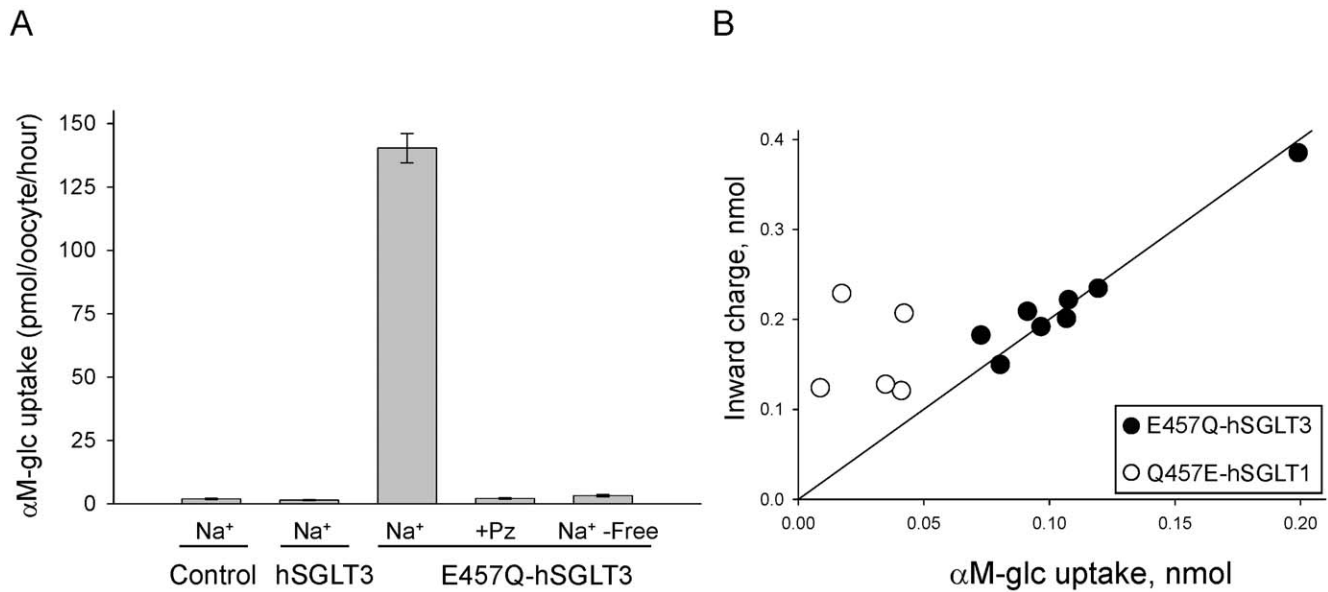 A
αM-glc uptake (pmol/oocyte/hour)
150
125
100
75
50
25
0
Na⁺ Na⁺ Na⁺ +Pz Na⁺ -Free
Control hSGLT3 E457Q-hSGLT3
B
Inward charge, nmol
0.4
0.3
0.2
0.1
0.0
0.00 0.05 0.10 0.15 0.20
αM-glc uptake, nmol
E457Q-hSGLT3
Q457E-hSGLT1